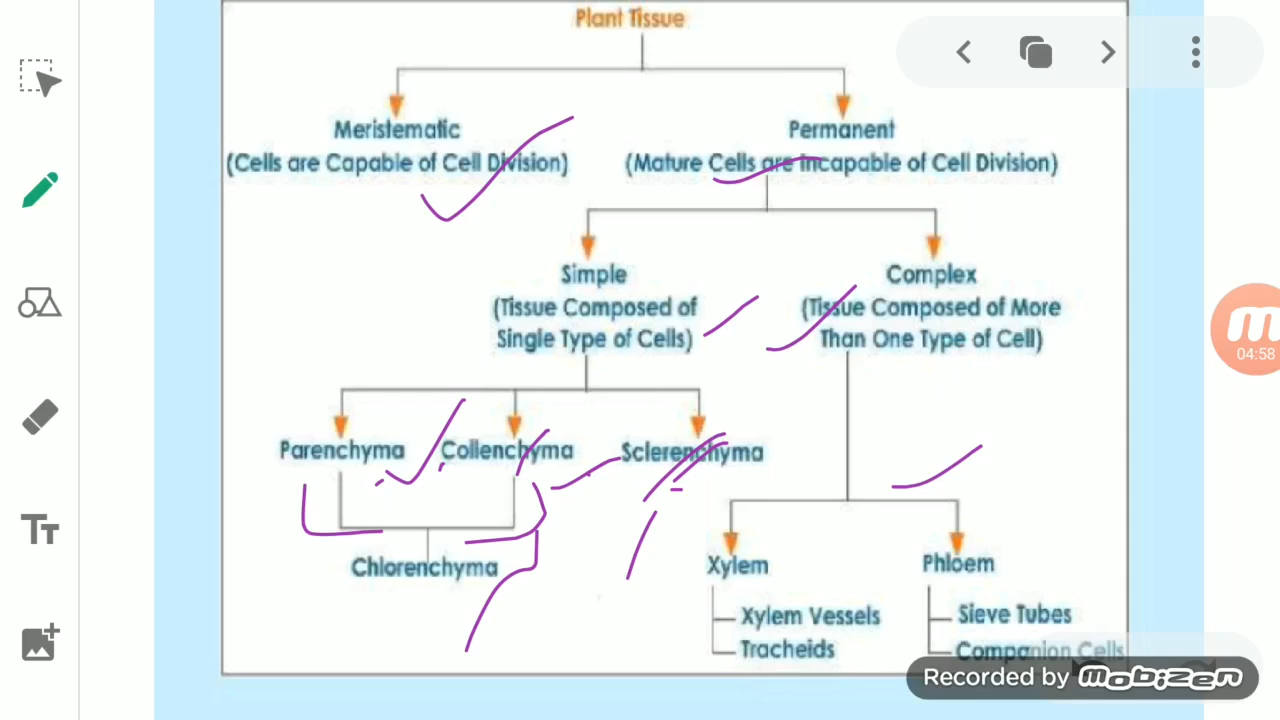 Plant Tissue
Meristematic
(Cells are Capable of Cell Division)
Permanent
(Mature Cells are Incapable of Cell Division)
Simple
(Tissue Composed of
Single Type of Cells)
Complex
(Tissue Composed of More
Than One Type of Cell)
Parenchyma
Collenchyma
Sclerenchyma
Chlorenchyma
Xylem
Xylem Vessels
Tracheids
Phloem
Sieve Tubes
Companion Cells
TT
04:58
Recorded by Mobizen